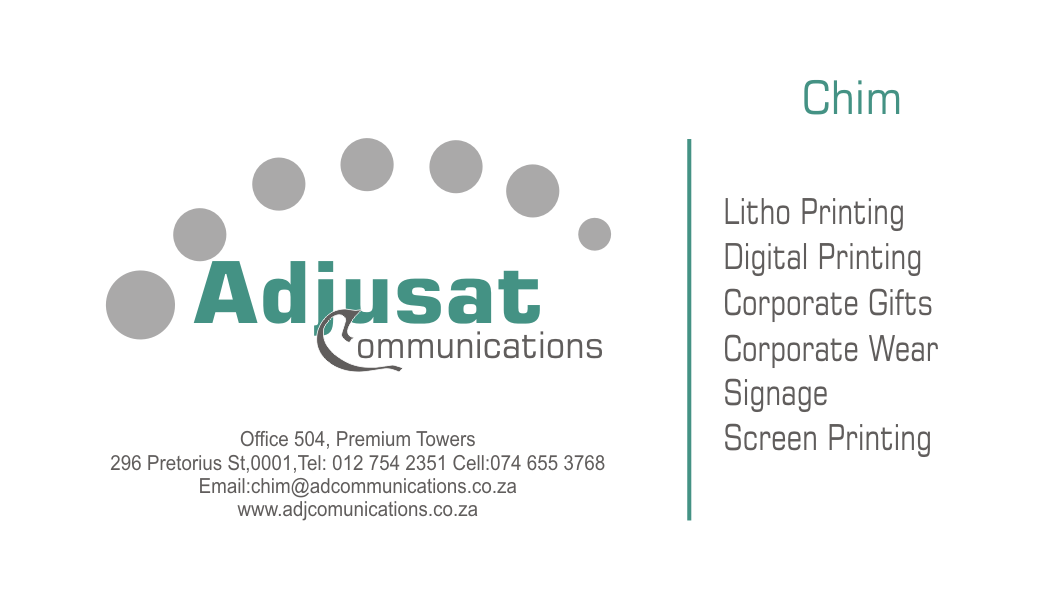 Adjusat
Communications
Office 504, Premium Towers
296 Pretorius St,0001,Tel: 012 754 2351 Cell:074 655 3768
Email:chim@adcommunications.co.za
www.adjcomunications.co.za
Chim
Litho Printing
Digital Printing
Corporate Gifts
Corporate Wear
Signage
Screen Printing